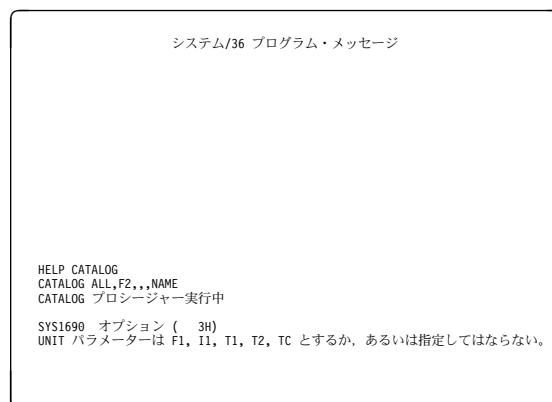 システム/36 プログラム・メッセージ
HELP CATALOG
CATALOG ALL,F2,,,NAME
CATALOG プロシージャー実行中
SYS1690 オプション ( 3H)
UNIT パラメーターは F1, I1, T1, T2, TC とするか, あるいは指定してはならない。